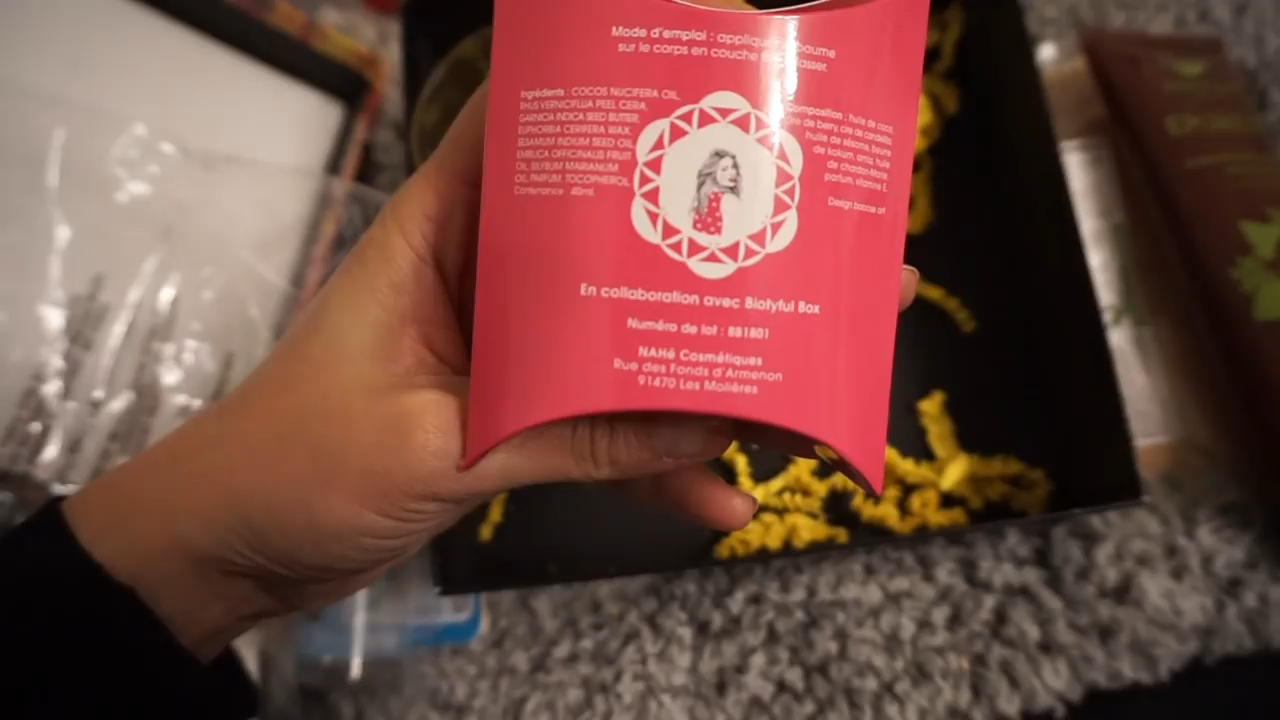 Mode d'emploi : appliquer baume
sur le corps en couche masser.
Ingrédients : COCOS NUCIFERA OIL,
RHUS VERNICIFLUA PEEL CERA,
GARNICIA INDICA SEED BUTTER,
EUPHORBIA CERIFERA WAX,
SESAMUM INDIUM SEED OIL,
EMBLICA OFFICINALIS FRUIT
OIL, SILYBUM MARIANUM
OIL, PARFUM, TOCOPHEROL.
Contenance : 40ml.
Composition : huile de coco,
cire de berry, cire de candelilla,
huile de sésame, beurre
de kokum, amla, huile
de chardon-Marie,
parfum, vitamine E.
Design bobose art
En collaboration avec Biotyful Box
Numéro de lot : BB1801
NAHé Cosmétiques
Rue des Fonds d'Armenon
91470 Les Molières